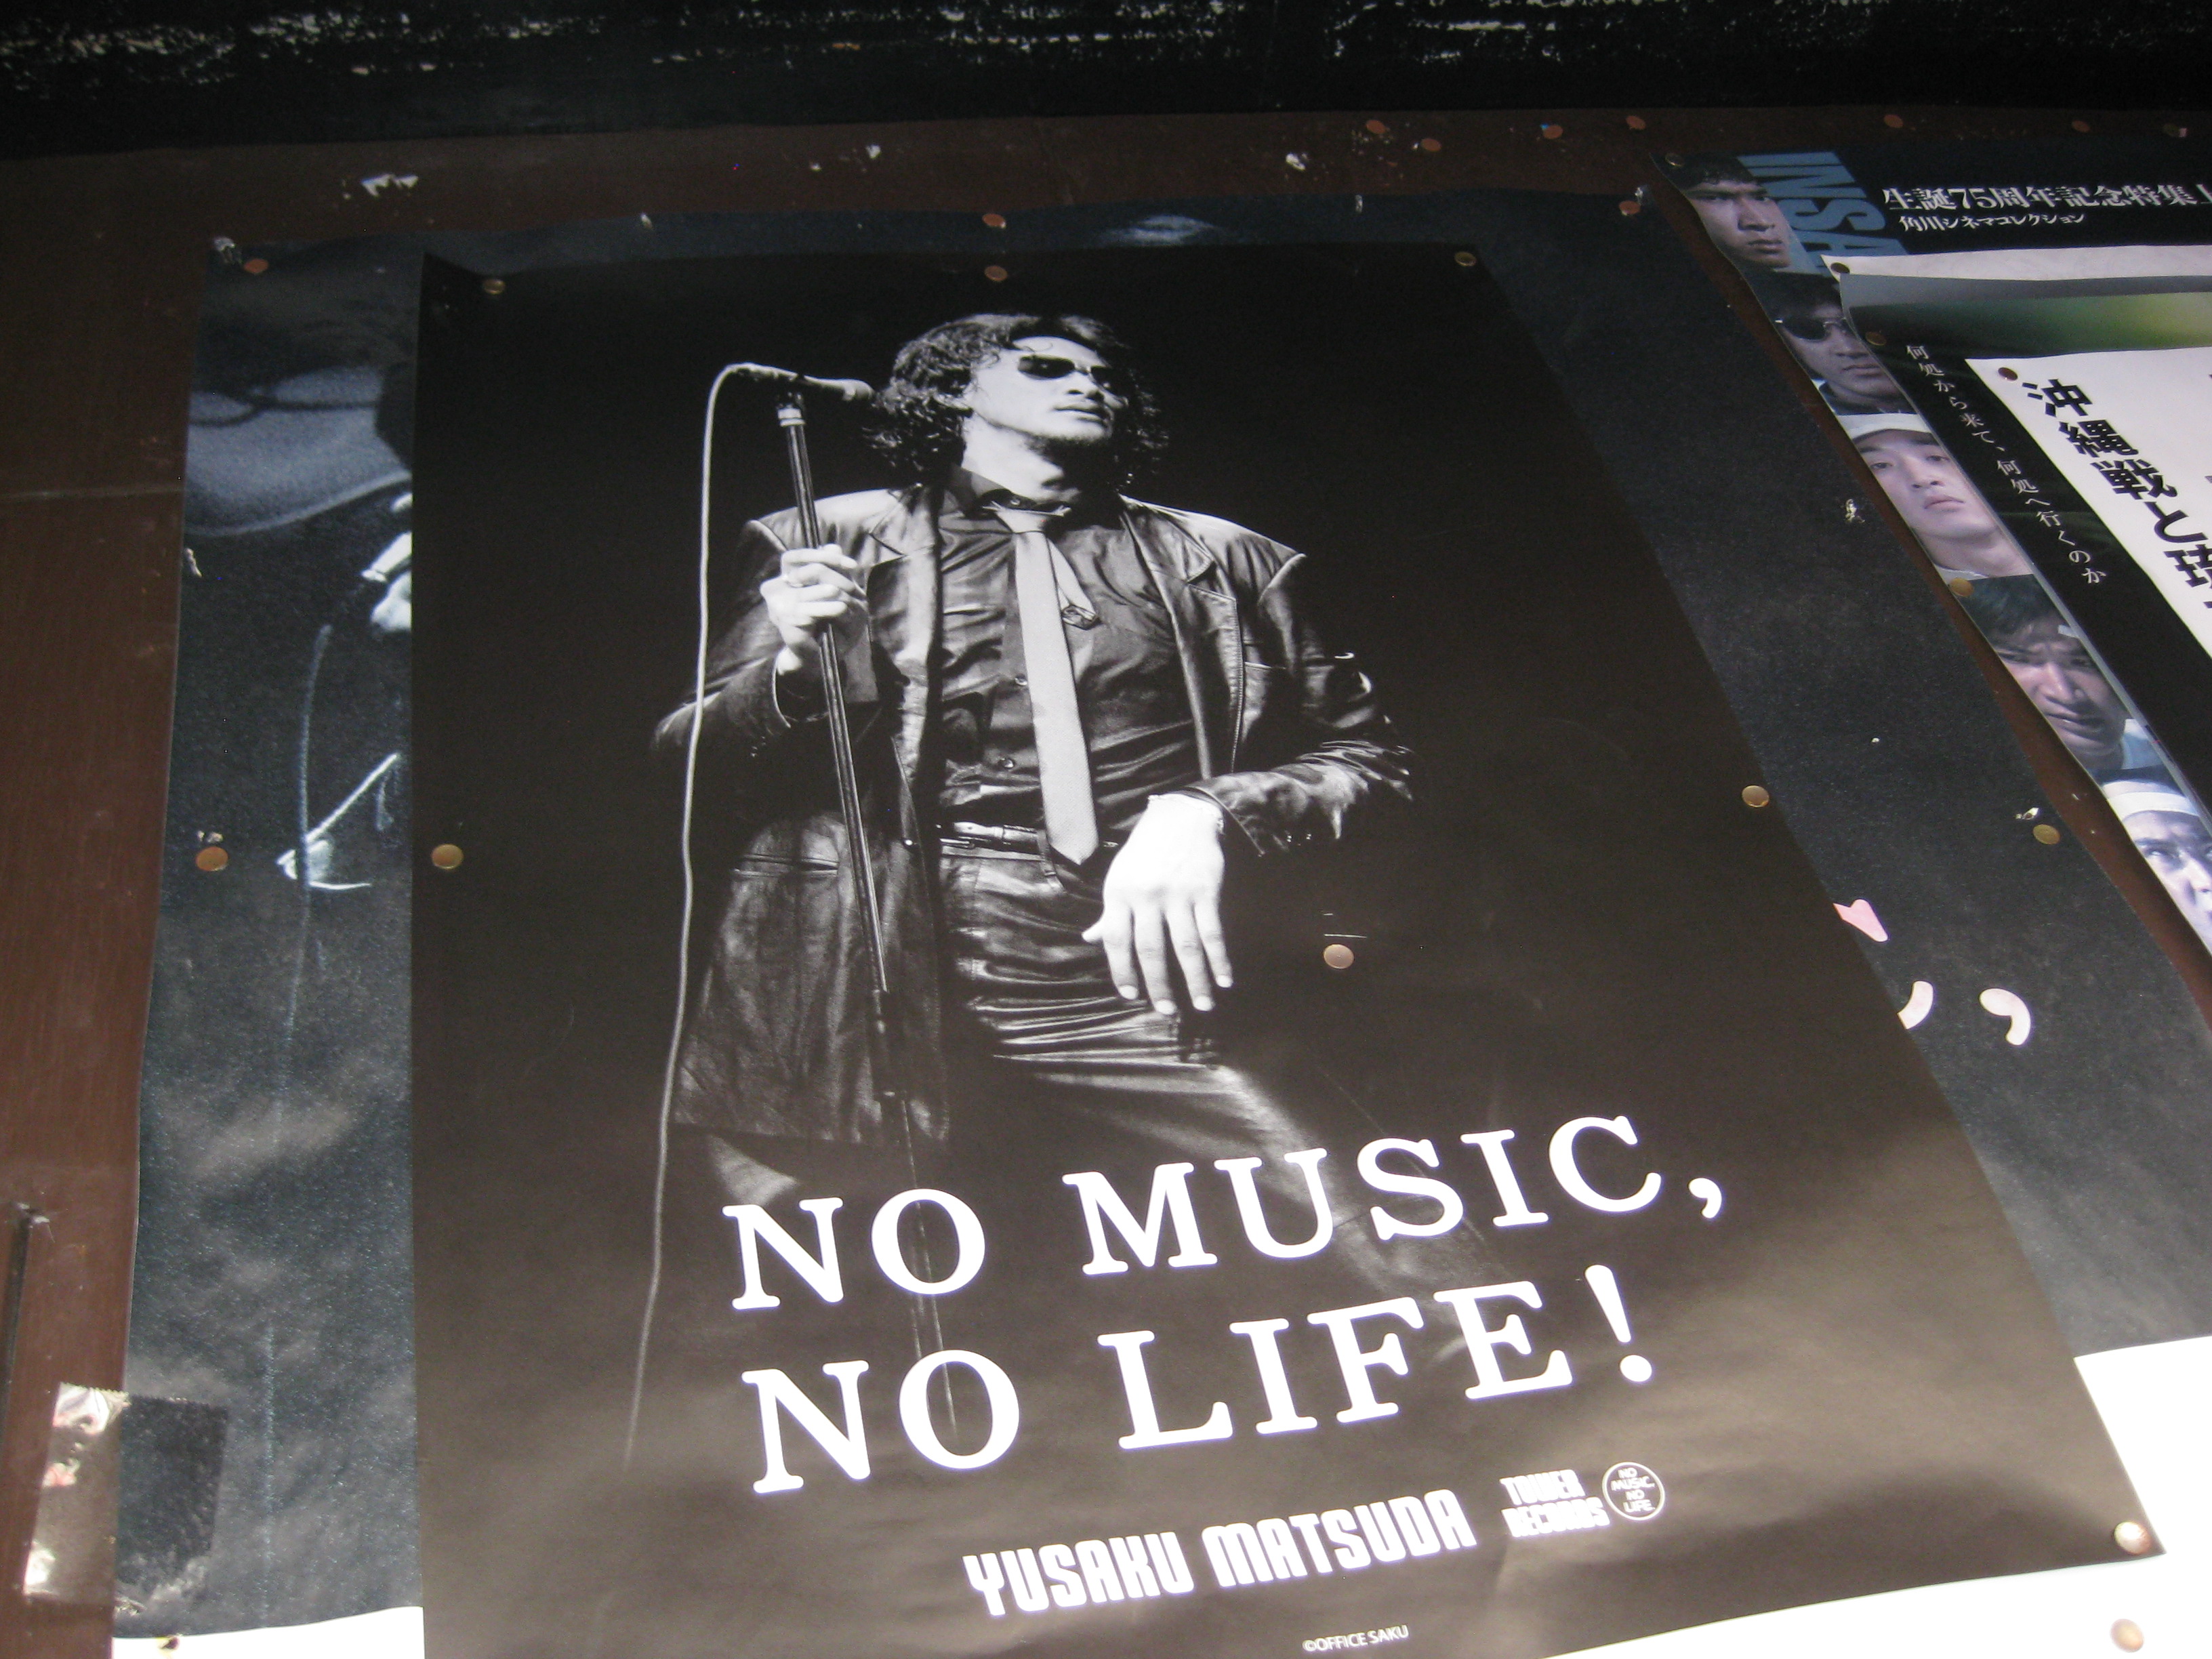 NO MUSIC,
NO LIFE!
YUSAKU MATSUDA
TOWER
RECORDS
NO
MUSIC,
NO
LIFE.
©OFFICE SAKU
INSA
生誕75周年記念特集上
角川シネマコレクション
何処から来て、何処へ行くのか
沖縄戦と